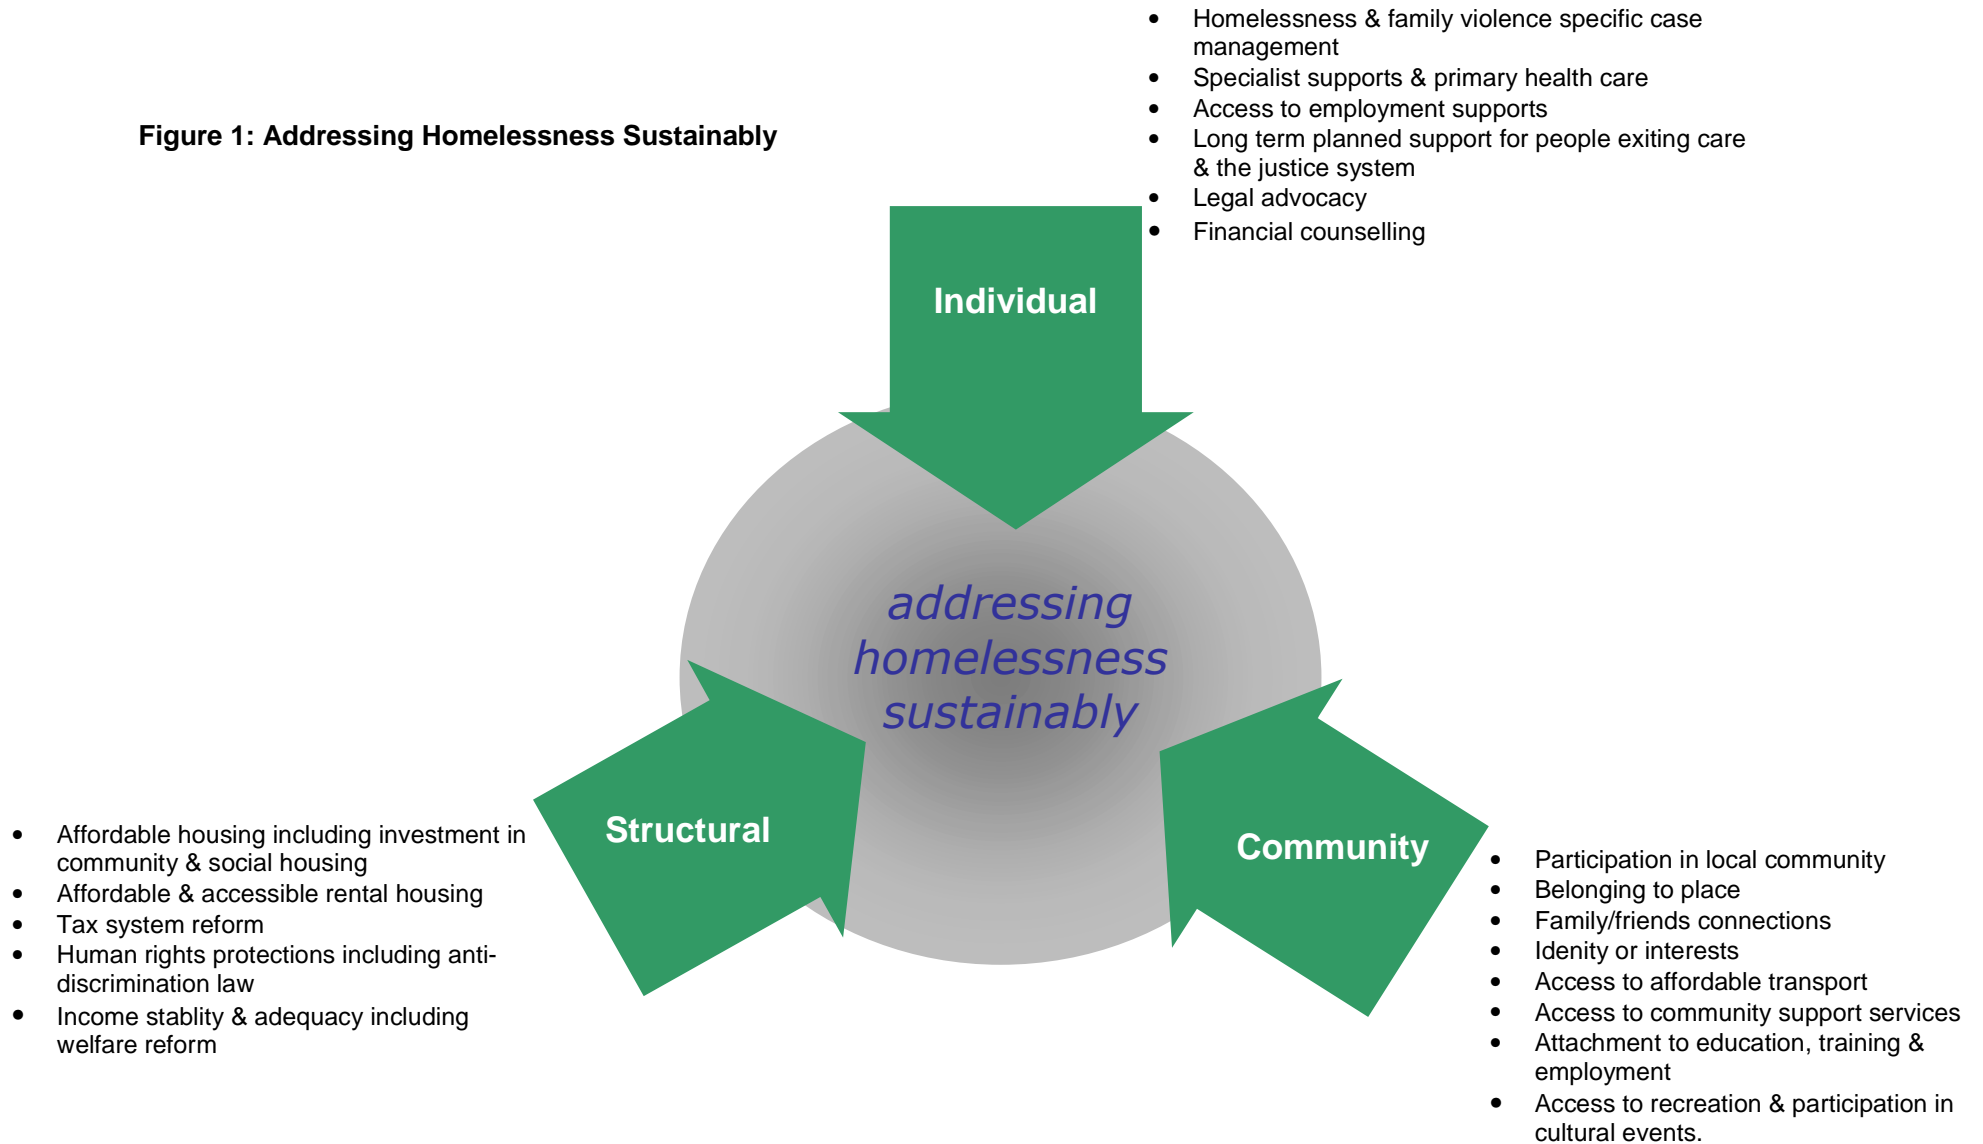 • Homelessness & family violence specific case
management
• Specialist supports & primary health care
• Access to employment supports
• Long term planned support for people exiting care
& the justice system
• Legal advocacy
• Financial counselling
Figure 1: Addressing Homelessness Sustainably
Individual
addressing
homelessness
sustainably
Structural
Community
• Affordable housing including investment in
community & social housing
• Affordable & accessible rental housing
• Tax system reform
• Human rights protections including anti-
discrimination law
• Income stablity & adequacy including
welfare reform
• Participation in local community
• Belonging to place
• Family/friends connections
• Idenity or interests
• Access to affordable transport
• Access to community support services
• Attachment to education, training &
employment
• Access to recreation & participation in
cultural events.